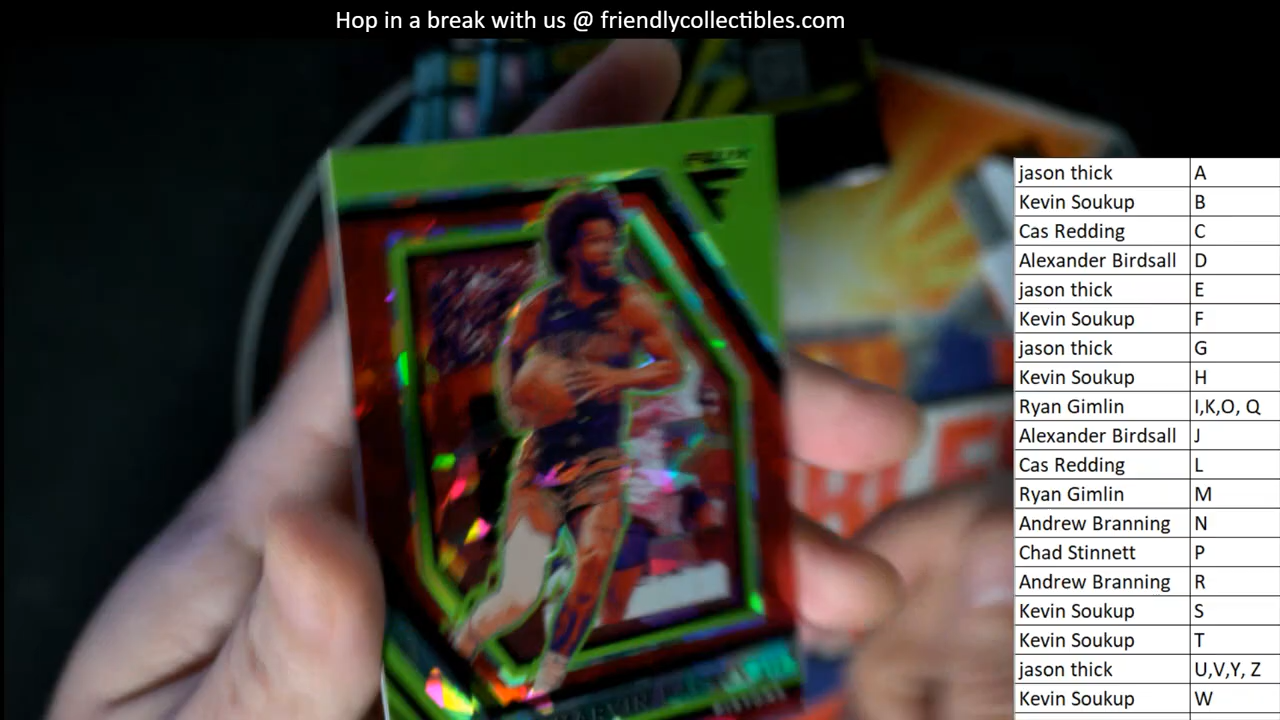 Hop in a break with us @ friendlycollectibles.com
FLUX
jason thick A
Kevin Soukup B
Cas Redding C
Alexander Birdsall D
jason thick E
Kevin Soukup F
jason thick G
Kevin Soukup H
Ryan Gimlin I,K,O, Q
Alexander Birdsall J
Cas Redding L
Ryan Gimlin M
Andrew Branning N
Chad Stinnett P
Andrew Branning R
Kevin Soukup S
Kevin Soukup T
jason thick U,V,Y, Z
Kevin Soukup W